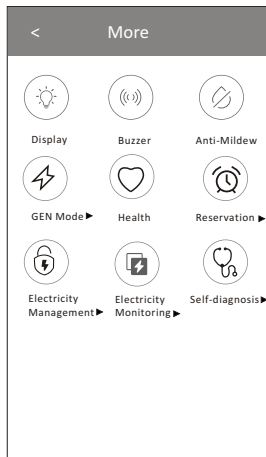 < More
Display Buzzer Anti-Mildew
GEN Mode▶ Health Reservation▶
Electricity Management▶ Electricity Monitoring▶ Self-diagnosis▶